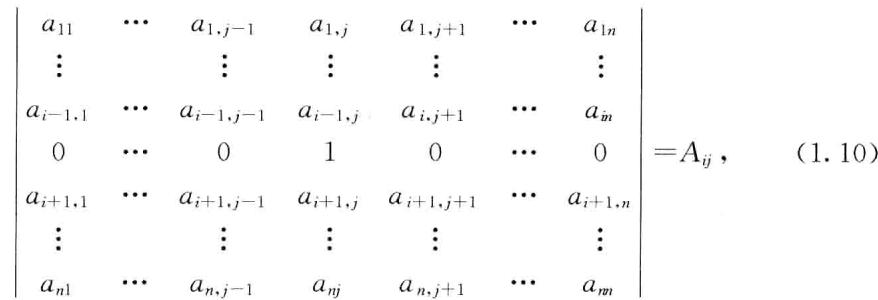 a_{11} ⋯ a_{1,j-1} a_{1,j} a_{1,j+1} ⋯ a_{1n}
⋮ ⋮ ⋮ ⋮ ⋮
a_{i-1,1} ⋯ a_{i-1,j-1} a_{i-1,j} a_{i,j+1} ⋯ a_{in}
0 ⋯ 0 1 0 ⋯ 0 =A_{ij}, (1.10)
a_{i+1,1} ⋯ a_{i+1,j-1} a_{i+1,j} a_{i+1,j+1} ⋯ a_{i+1,n}
⋮ ⋮ ⋮ ⋮ ⋮
a_{n1} ⋯ a_{n,j-1} a_{nj} a_{n,j+1} ⋯ a_{nn}